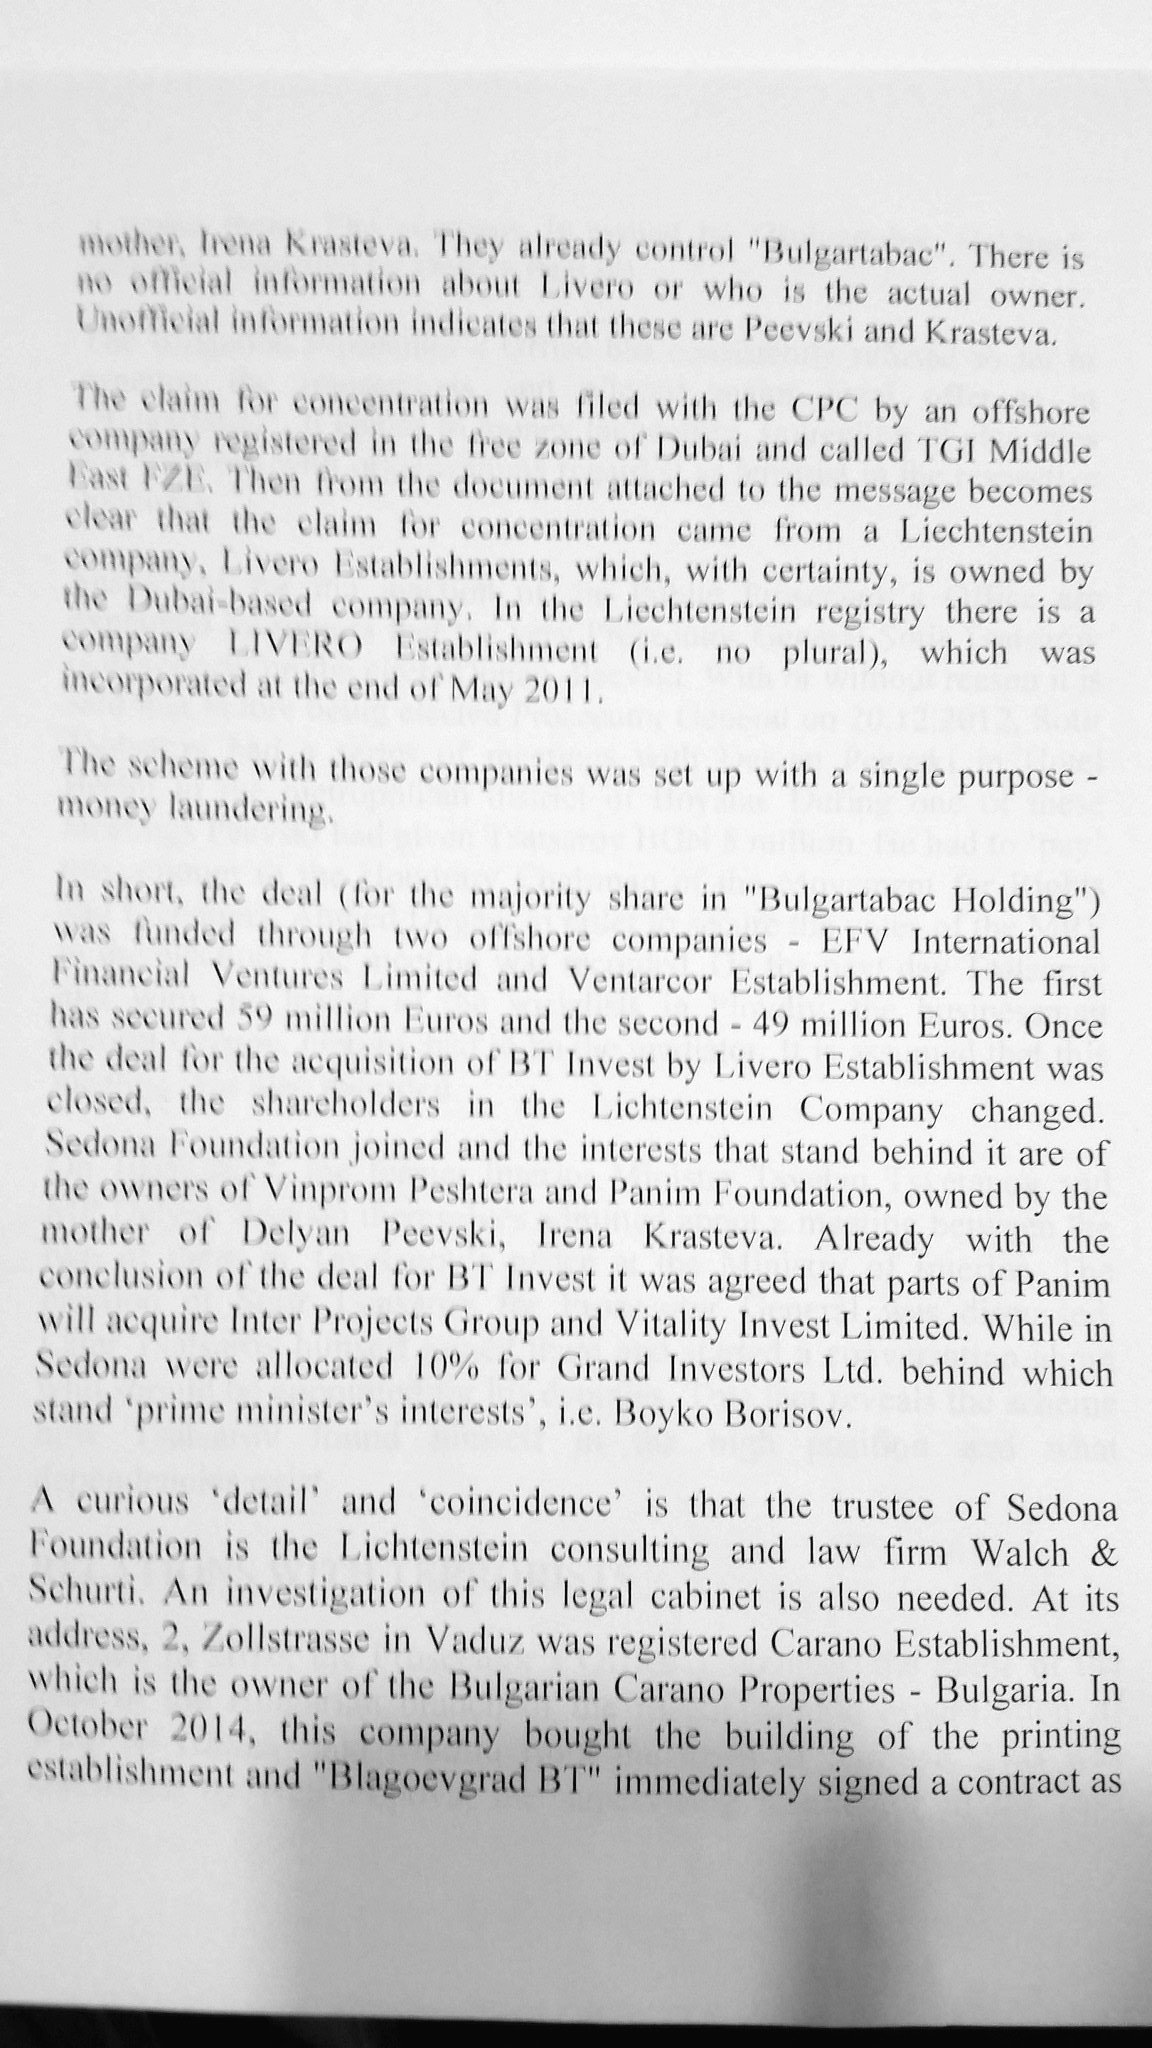 mother, Irena Krasteva. They already control "Bulgartabac". There is
no official information about Livero or who is the actual owner.
Unofficial information indicates that these are Peevski and Krasteva.
The claim for concentration was filed with the CPC by an offshore
company registered in the free zone of Dubai and called TGI Middle
East FZE. Then from the document attached to the message becomes
clear that the claim for concentration came from a Liechtenstein
company, Livero Establishments, which, with certainty, is owned by
the Dubai-based company. In the Liechtenstein registry there is a
company LIVERO Establishment (i.e. no plural), which was
incorporated at the end of May 2011.
The scheme with those companies was set up with a single purpose -
money laundering.
In short, the deal (for the majority share in "Bulgartabac Holding")
was funded through two offshore companies - EFV International
Financial Ventures Limited and Ventarcor Establishment. The first
has secured 59 million Euros and the second - 49 million Euros. Once
the deal for the acquisition of BT Invest by Livero Establishment was
closed, the shareholders in the Lichtenstein Company changed.
Sedona Foundation joined and the interests that stand behind it are of
the owners of Vinprom Peshtera and Panim Foundation, owned by the
mother of Delyan Peevski, Irena Krasteva. Already with the
conclusion of the deal for BT Invest it was agreed that parts of Panim
will acquire Inter Projects Group and Vitality Invest Limited. While in
Sedona were allocated 10% for Grand Investors Ltd. behind which
stand ‘prime minister’s interests’, i.e. Boyko Borisov.
A curious ‘detail’ and ‘coincidence’ is that the trustee of Sedona
Foundation is the Lichtenstein consulting and law firm Walch &
Schurti. An investigation of this legal cabinet is also needed. At its
address, 2, Zollstrasse in Vaduz was registered Carano Establishment,
which is the owner of the Bulgarian Carano Properties - Bulgaria. In
October 2014, this company bought the building of the printing
establishment and "Blagoevgrad BT" immediately signed a contract as